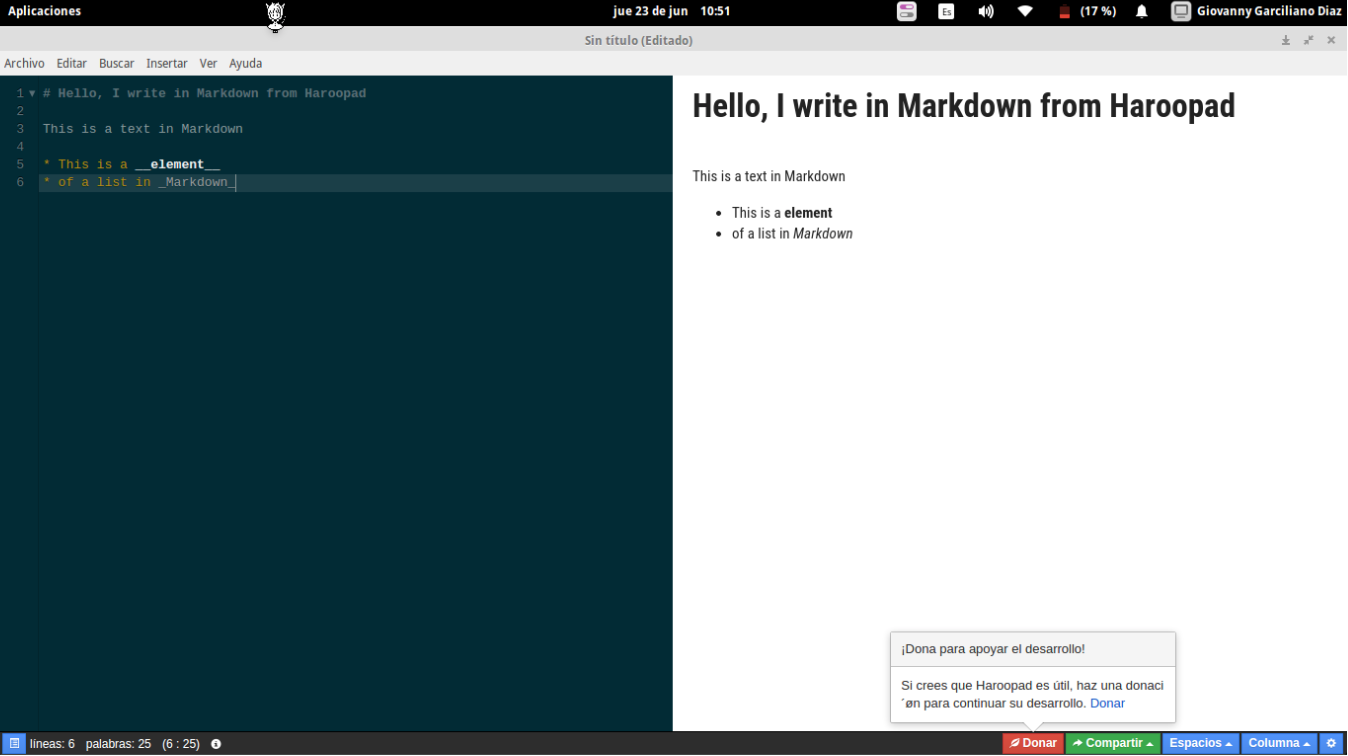 Aplicaciones
jue 23 de jun 10:51
Es
(17 %)
Giovanny Garciliano Diaz
Sin título (Editado)
Archivo Editar Buscar Insertar Ver Ayuda
1 # Hello, I write in Markdown from Haroopad
2
3 This is a text in Markdown
4
5 * This is a __element__
6 * of a list in _Markdown_
Hello, I write in Markdown from Haroopad
This is a text in Markdown
• This is a element
• of a list in Markdown
¡Dona para apoyar el desarrollo!
Si crees que Haroopad es útil, haz una donaci
´øn para continuar su desarrollo. Donar
líneas: 6 palabras: 25 (6 : 25)
Donar Compartir Espacios Columna